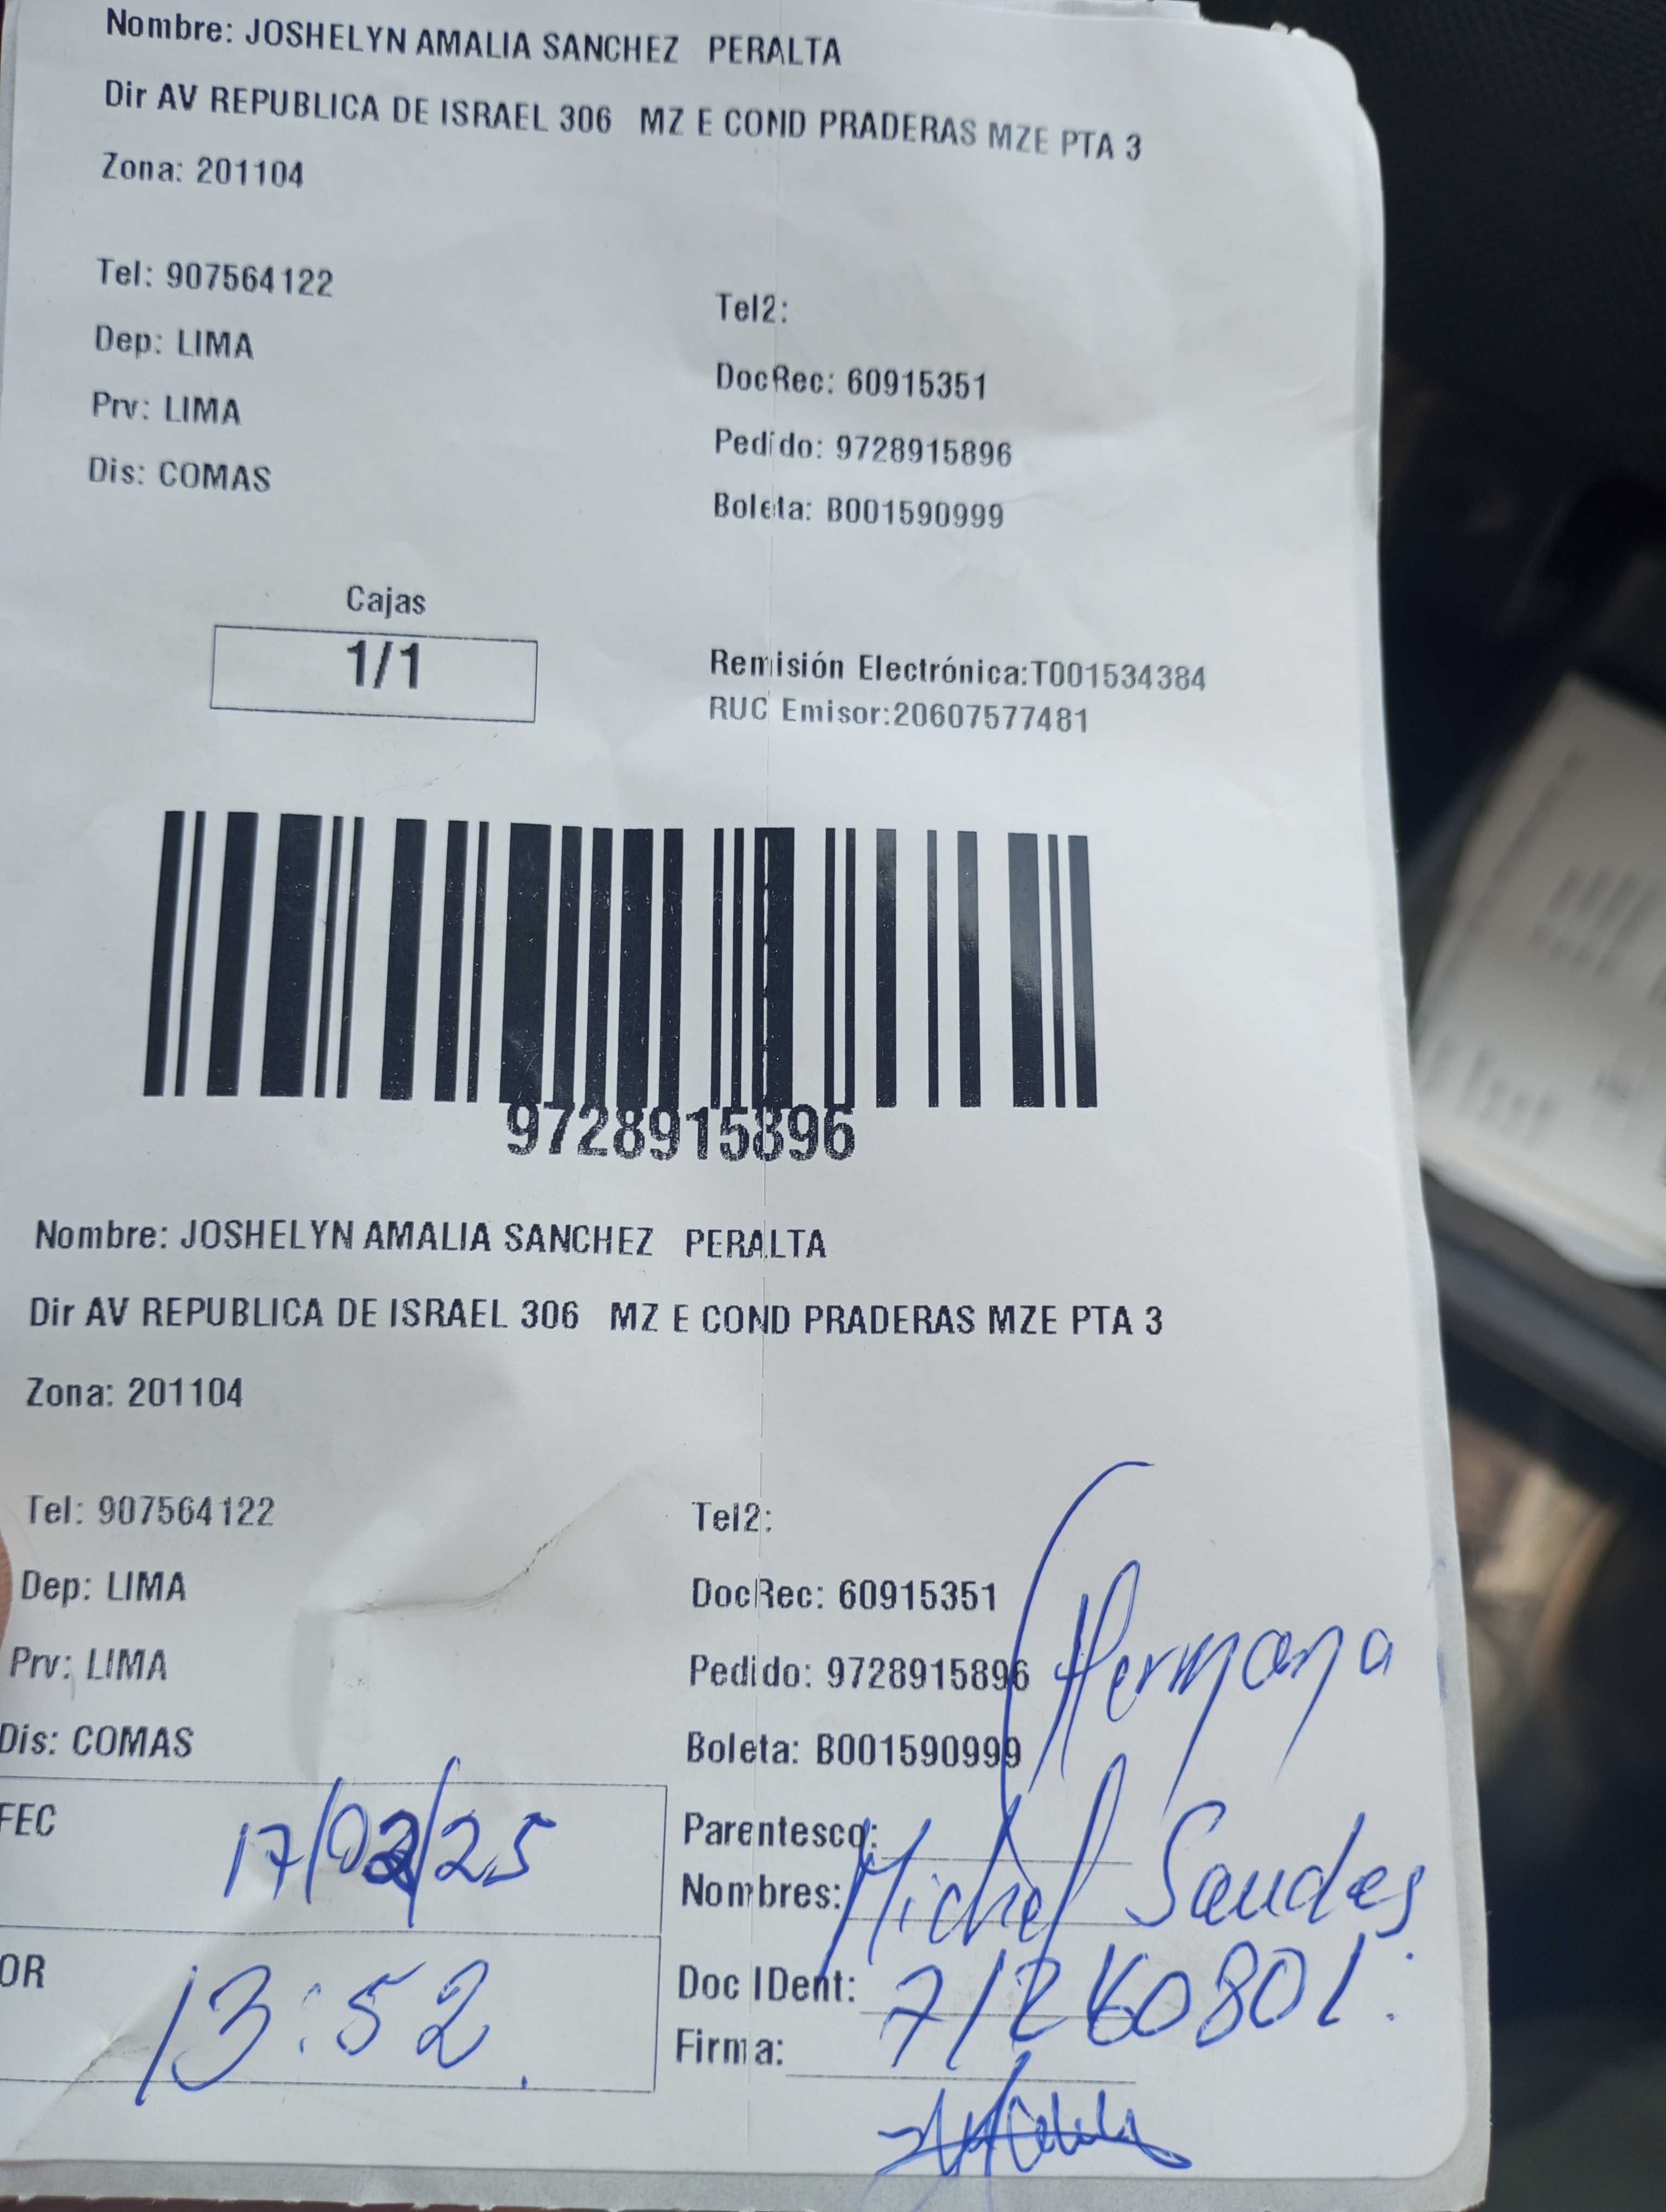 Nombre: JOSHELYN AMALIA SANCHEZ PERALTA
Dir AV REPUBLICA DE ISRAEL 306 MZ E COND PRADERAS MZE PTA 3
Zona: 201104
Tel: 907564122
Tel2:
Dep: LIMA
DocRec: 60915351
Prv: LIMA
Pedido: 9728915896
Dis: COMAS
Boleta: B001590999
Cajas
1/1
Remisión Electrónica:T001534384
RUC Emisor:20607577481
9728915896
Nombre: JOSHELYN AMALIA SANCHEZ PERALTA
Dir AV REPUBLICA DE ISRAEL 306 MZ E COND PRADERAS MZE PTA 3
Zona: 201104
Tel: 907564122
Tel2:
Dep: LIMA
DocRec: 60915351
Prv: LIMA
Pedido: 9728915896
Hermana
Dis: COMAS
Boleta: B001590999
FEC 17/02/25
Parentesco:
Nombres: Michel
OR 13:52
Doc IDent: 71260801
Firma: